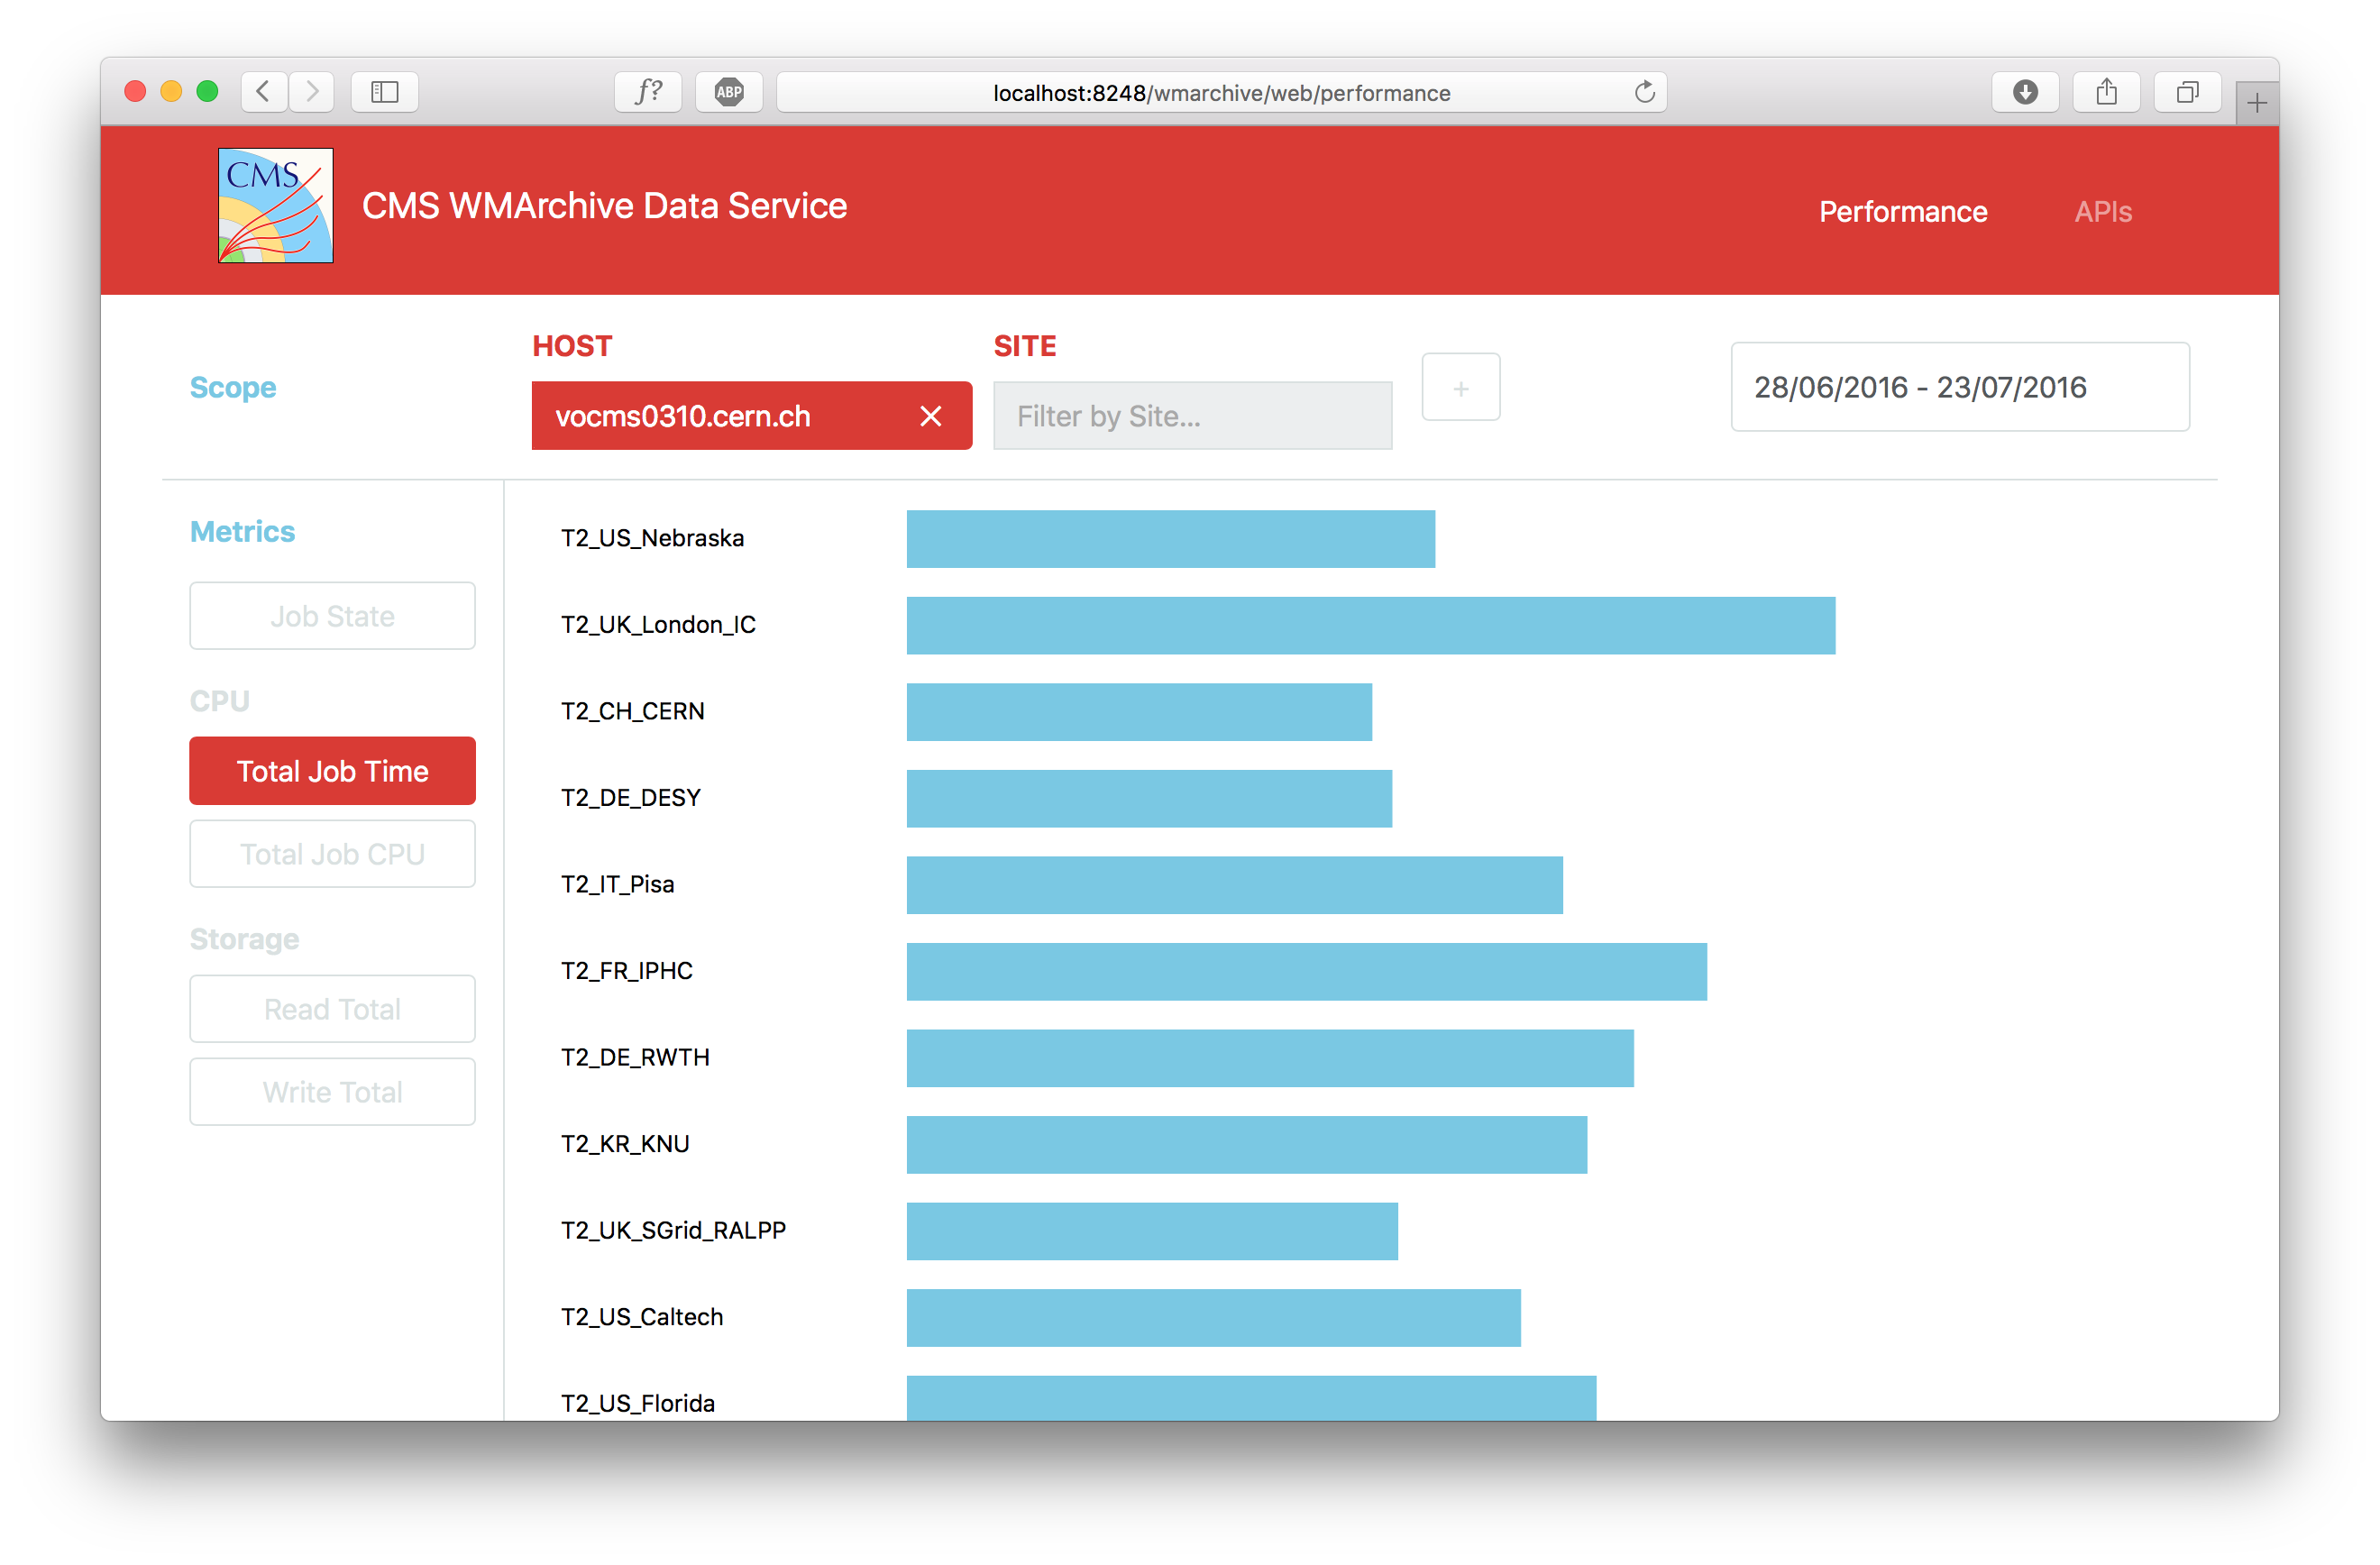 ƒ?
ABP
localhost:8248/wmarchive/web/performance
CMS
CMS WMArchive Data Service
Performance
APIs
Scope
HOST
SITE
vocms0310.cern.ch
Filter by Site...
+
28/06/2016 - 23/07/2016
Metrics
Job State
CPU
Total Job Time
Total Job CPU
Storage
Read Total
Write Total
T2_US_Nebraska
T2_UK_London_IC
T2_CH_CERN
T2_DE_DESY
T2_IT_Pisa
T2_FR_IPHC
T2_DE_RWTH
T2_KR_KNU
T2_UK_SGrid_RALPP
T2_US_Caltech
T2_US_Florida